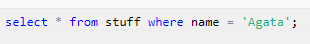 select * from stuff where name = 'Agata';